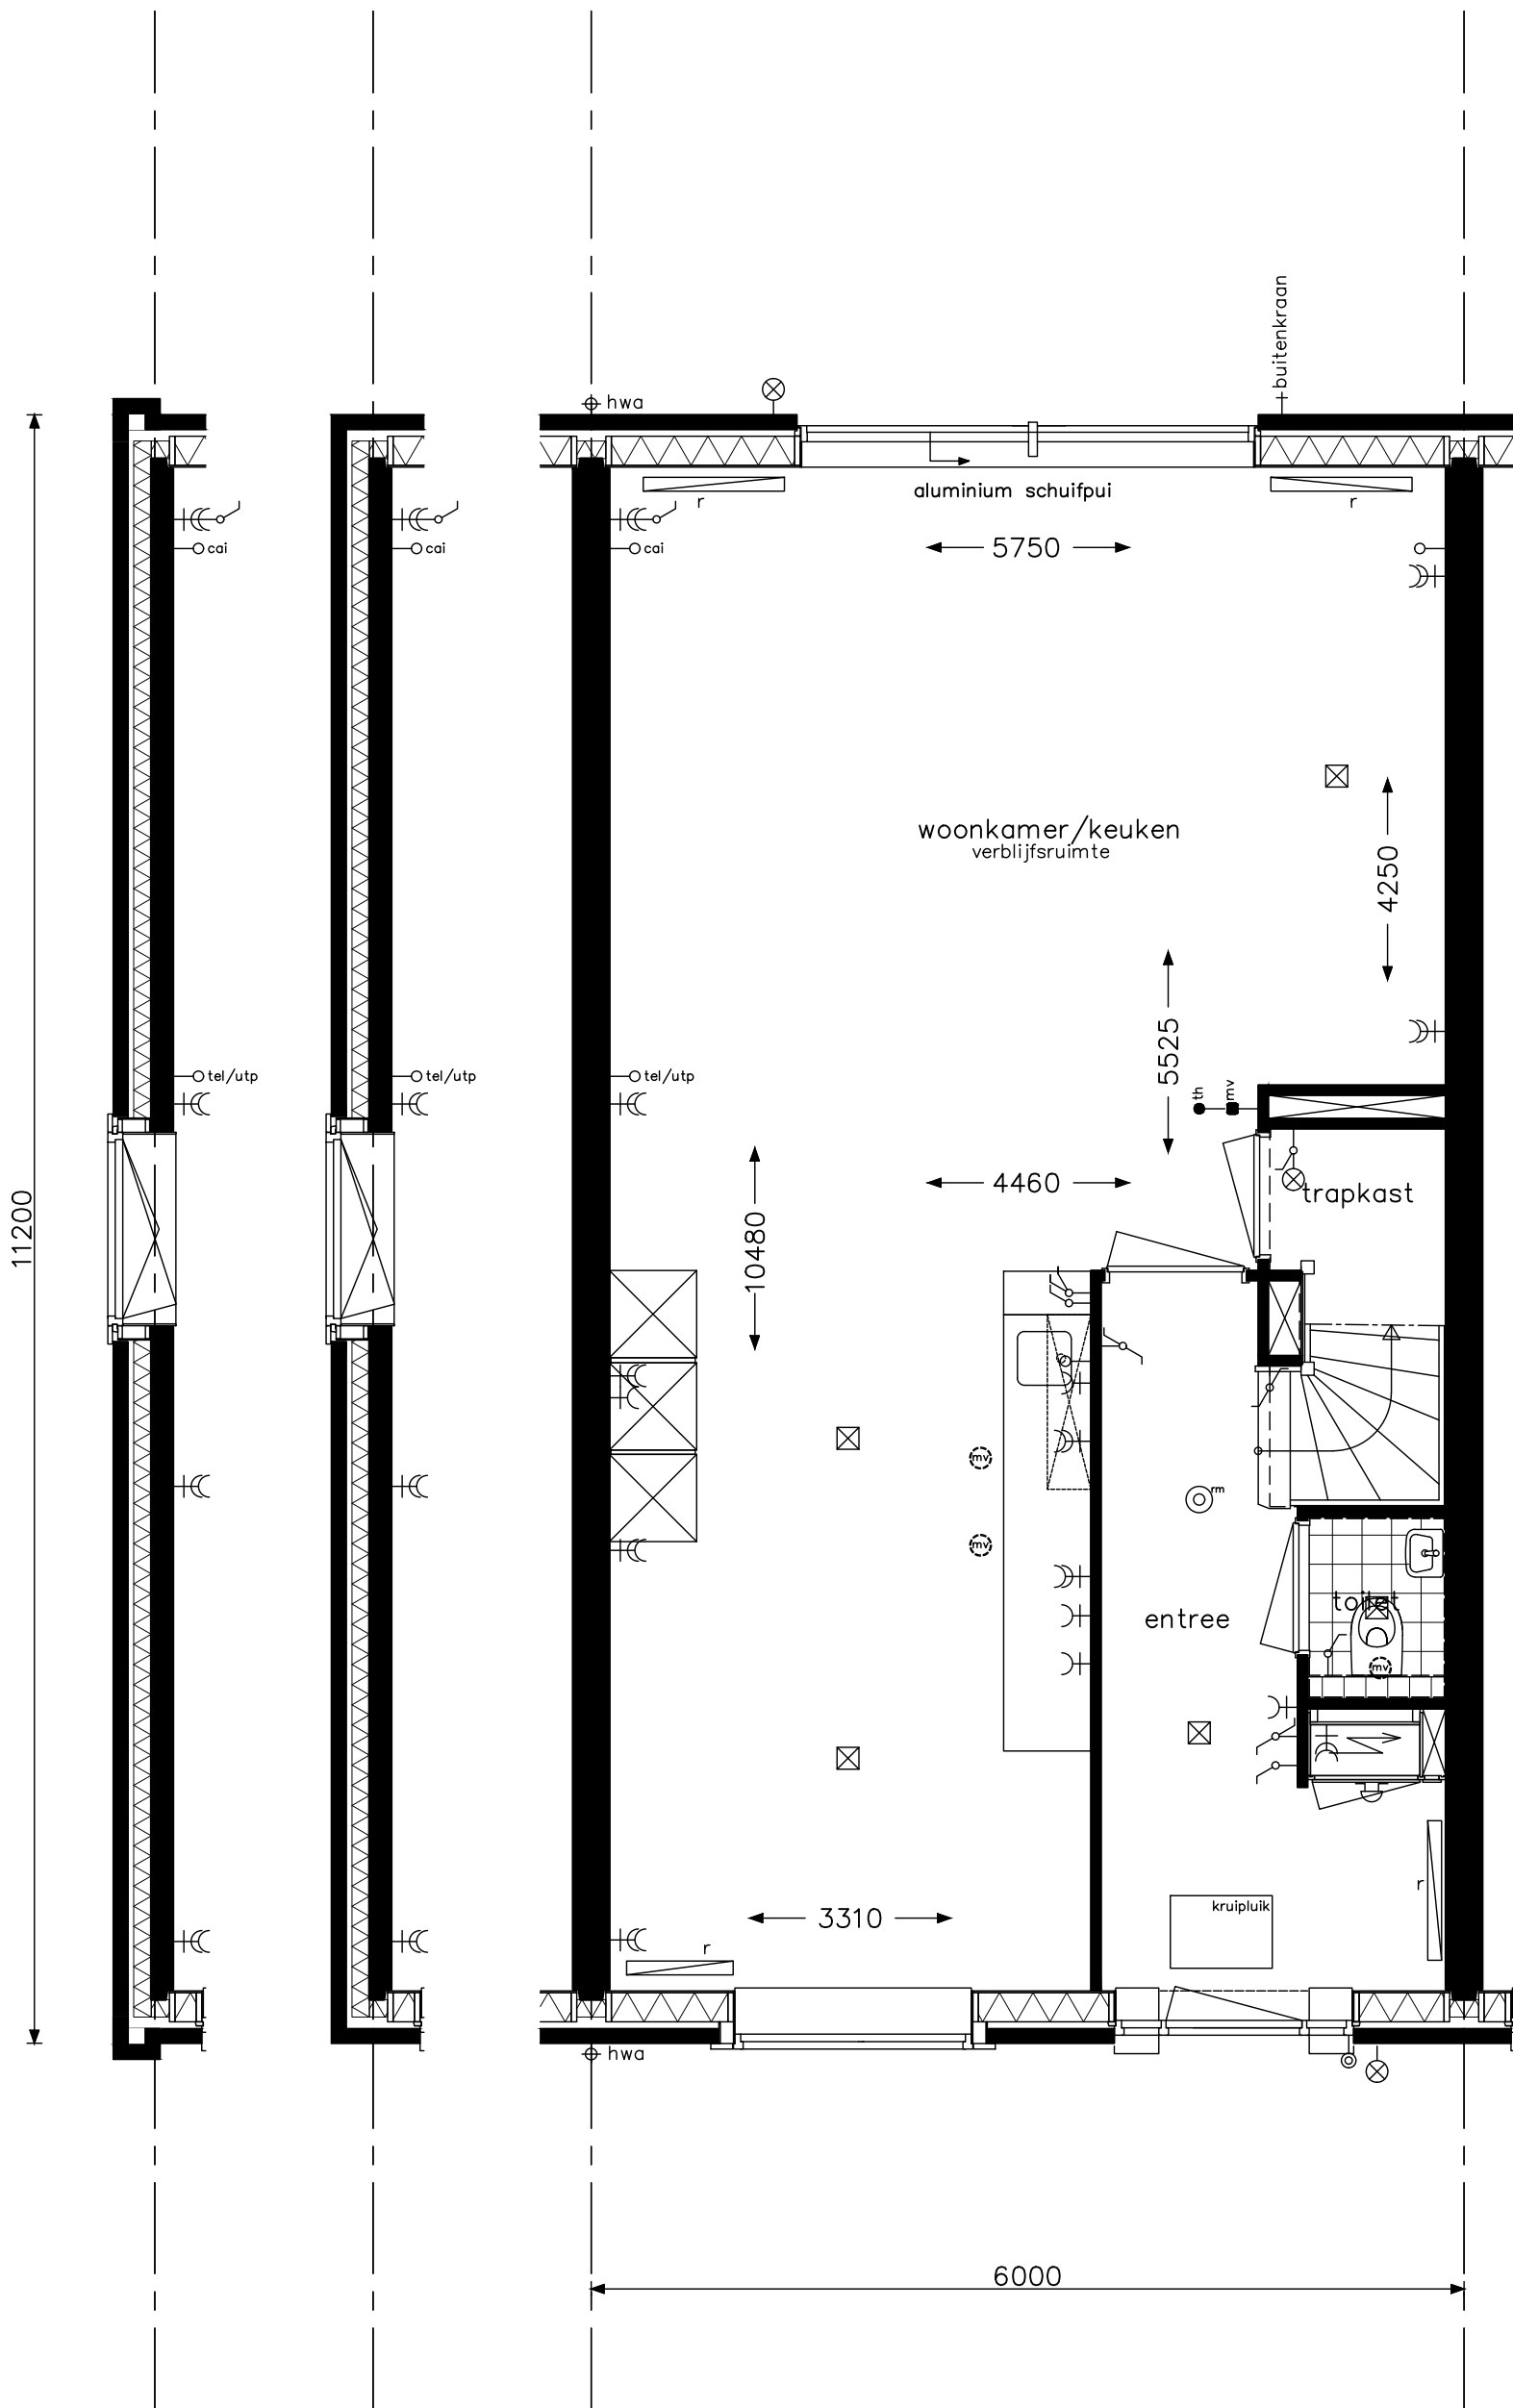 buitenkraan
hwa
r
aluminium schuifpui
r
cai
cai
cai
5750
woonkamer/keuken
verblijfsruimte
4250
5525
tel/utp
tel/utp
tel/utp
th
mv
4460
trapkast
11200
10480
mv
rm
mv
toilet
entree
mv
r
kruipluik
3310
r
hwa
6000